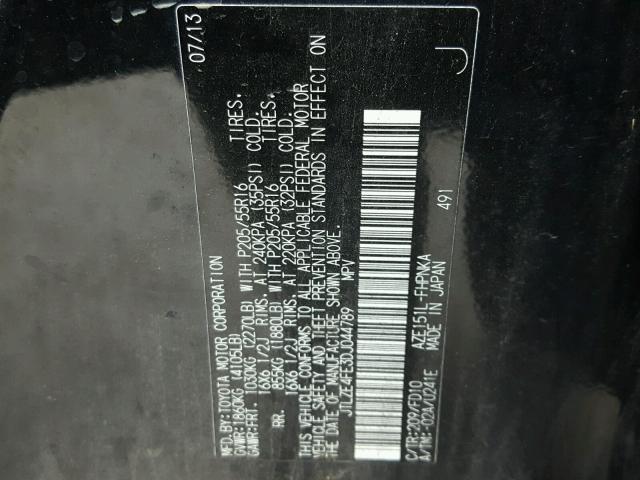 07/13
MFD.BY:TOYOTA MOTOR CORPORATION
GVWR: 1860KG (4105LB)
GAWR:FRT. 1030KG (2270LB) WITH P205/55R16 TIRES.
16X6 1/2J RIMS. AT 240KPA (35PSI) COLD.
RR. 855KG (1880LB) WITH P205/55R16 TIRES.
16X6 1/2J RIMS. AT 220KPA (32PSI) COLD.
THIS VEHICLE CONFORMS TO ALL APPLICABLE FEDERAL MOTOR
VEHICLE SAFETY AND THEFT PREVENTION STANDARDS IN EFFECT ON
THE DATE OF MANUFACTURE SHOWN ABOVE.
JTLZE4FE3DJ044789 MPV
J
C/TR:209/FD10 AZE151L-FHPNKA 491
A/TM:-02A/U241E MADE IN JAPAN